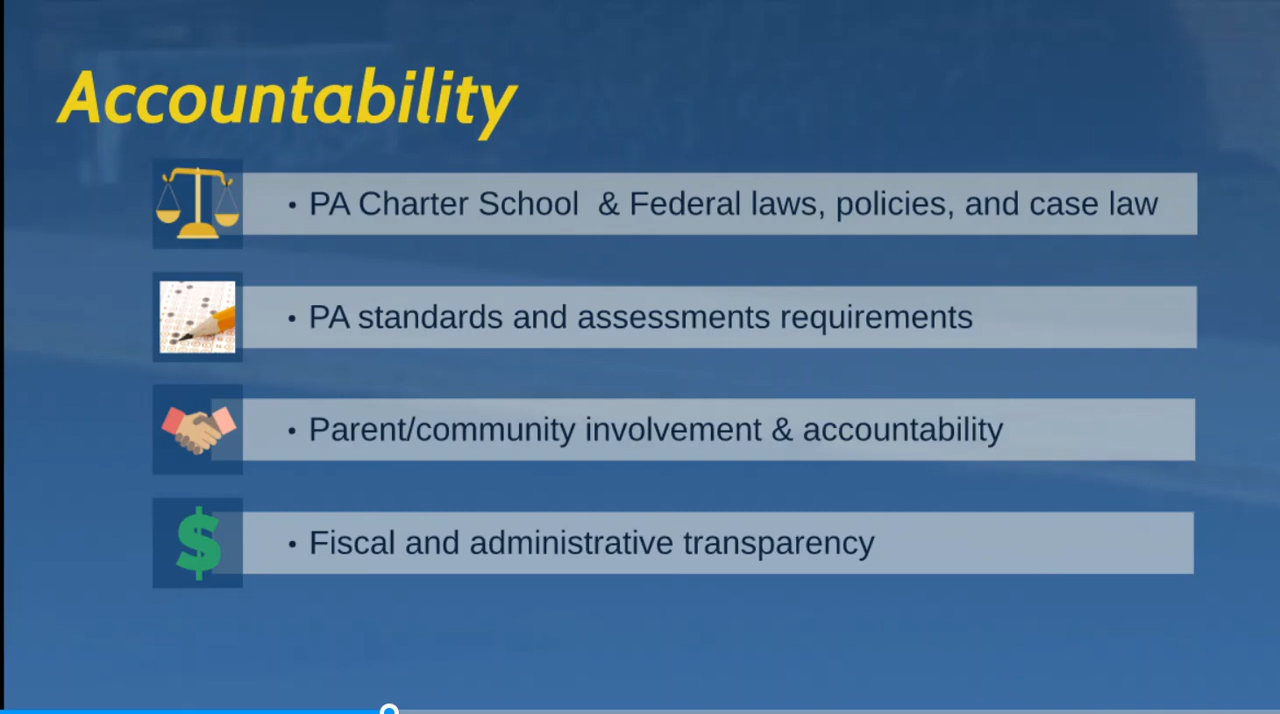 Accountability
• PA Charter School  & Federal laws, policies, and case law
• PA standards and assessments requirements
• Parent/community involvement & accountability
• Fiscal and administrative transparency